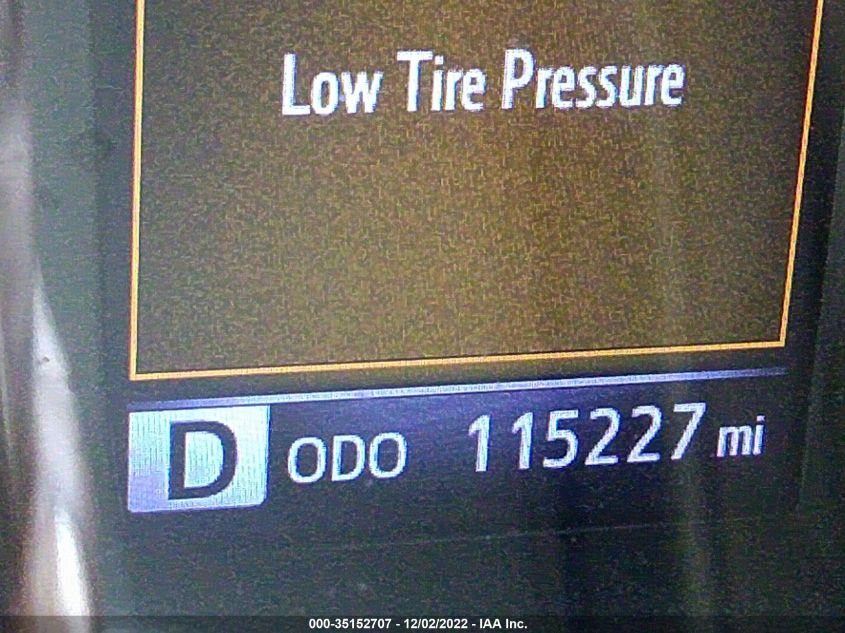 Low Tire Pressure
D ODO 115227 mi
000-35152707 - 12/02/2022 - IAA Inc.